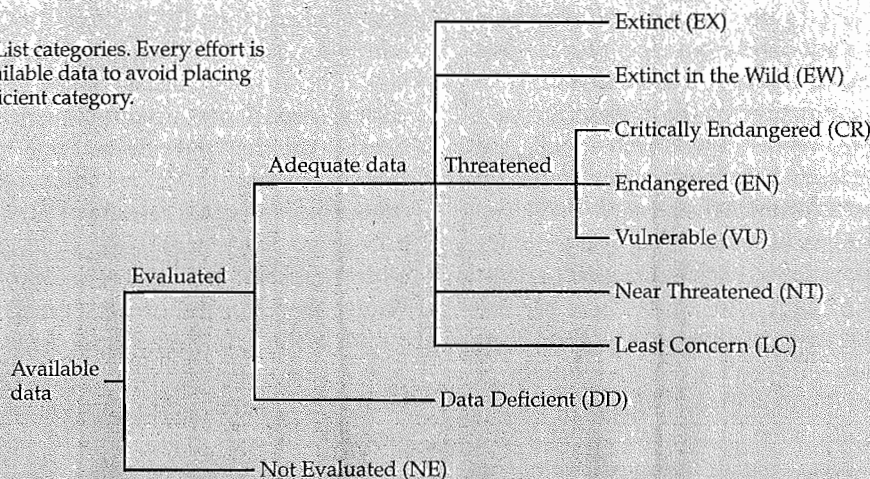 List categories. Every effort is
ilable data to avoid placing
icient category.
Extinct (EX)
Extinct in the Wild (EW)
Critically Endangered (CR)
Adequate data
Threatened
Endangered (EN)
Vulnerable (VU)
Evaluated
Near Threatened (NT)
Least Concern (LC)
Available
data
Data Deficient (DD)
Not Evaluated (NE)